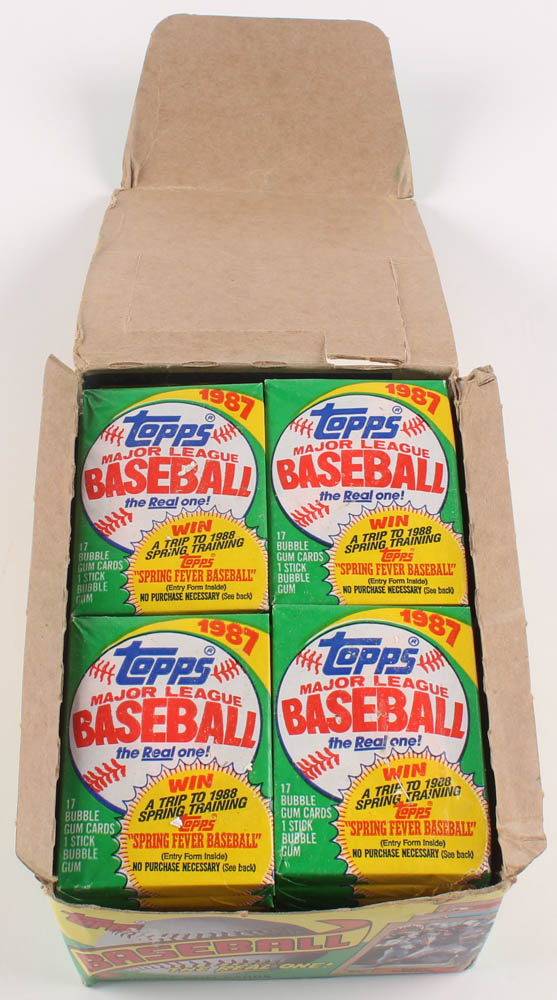 1987
Topps®
MAJOR LEAGUE
BASEBALL
the Real one!
WIN
A TRIP TO 1988
SPRING TRAINING
Topps
"SPRING FEVER BASEBALL"
(Entry Form Inside)
NO PURCHASE NECESSARY (See back)
17
BUBBLE
GUM CARDS
1 STICK
BUBBLE
GUM
1987
Topps®
MAJOR LEAGUE
BASEBALL
the Real one!
WIN
A TRIP TO 1988
SPRING TRAINING
Topps
"SPRING FEVER BASEBALL"
(Entry Form Inside)
NO PURCHASE NECESSARY (See back)
17
BUBBLE
GUM CARDS
1 STICK
BUBBLE
GUM
1987
Topps®
MAJOR LEAGUE
BASEBALL
the Real one!
WIN
A TRIP TO 1988
SPRING TRAINING
Topps
"SPRING FEVER BASEBALL"
(Entry Form Inside)
NO PURCHASE NECESSARY (See back)
17
BUBBLE
GUM CARDS
1 STICK
BUBBLE
GUM
1987
Topps®
MAJOR LEAGUE
BASEBALL
the Real one!
WIN
A TRIP TO 1988
SPRING TRAINING
Topps
"SPRING FEVER BASEBALL"
(Entry Form Inside)
NO PURCHASE NECESSARY (See back)
17
BUBBLE
GUM CARDS
1 STICK
BUBBLE
GUM
Topps
BASEBALL
THE REAL ONE!